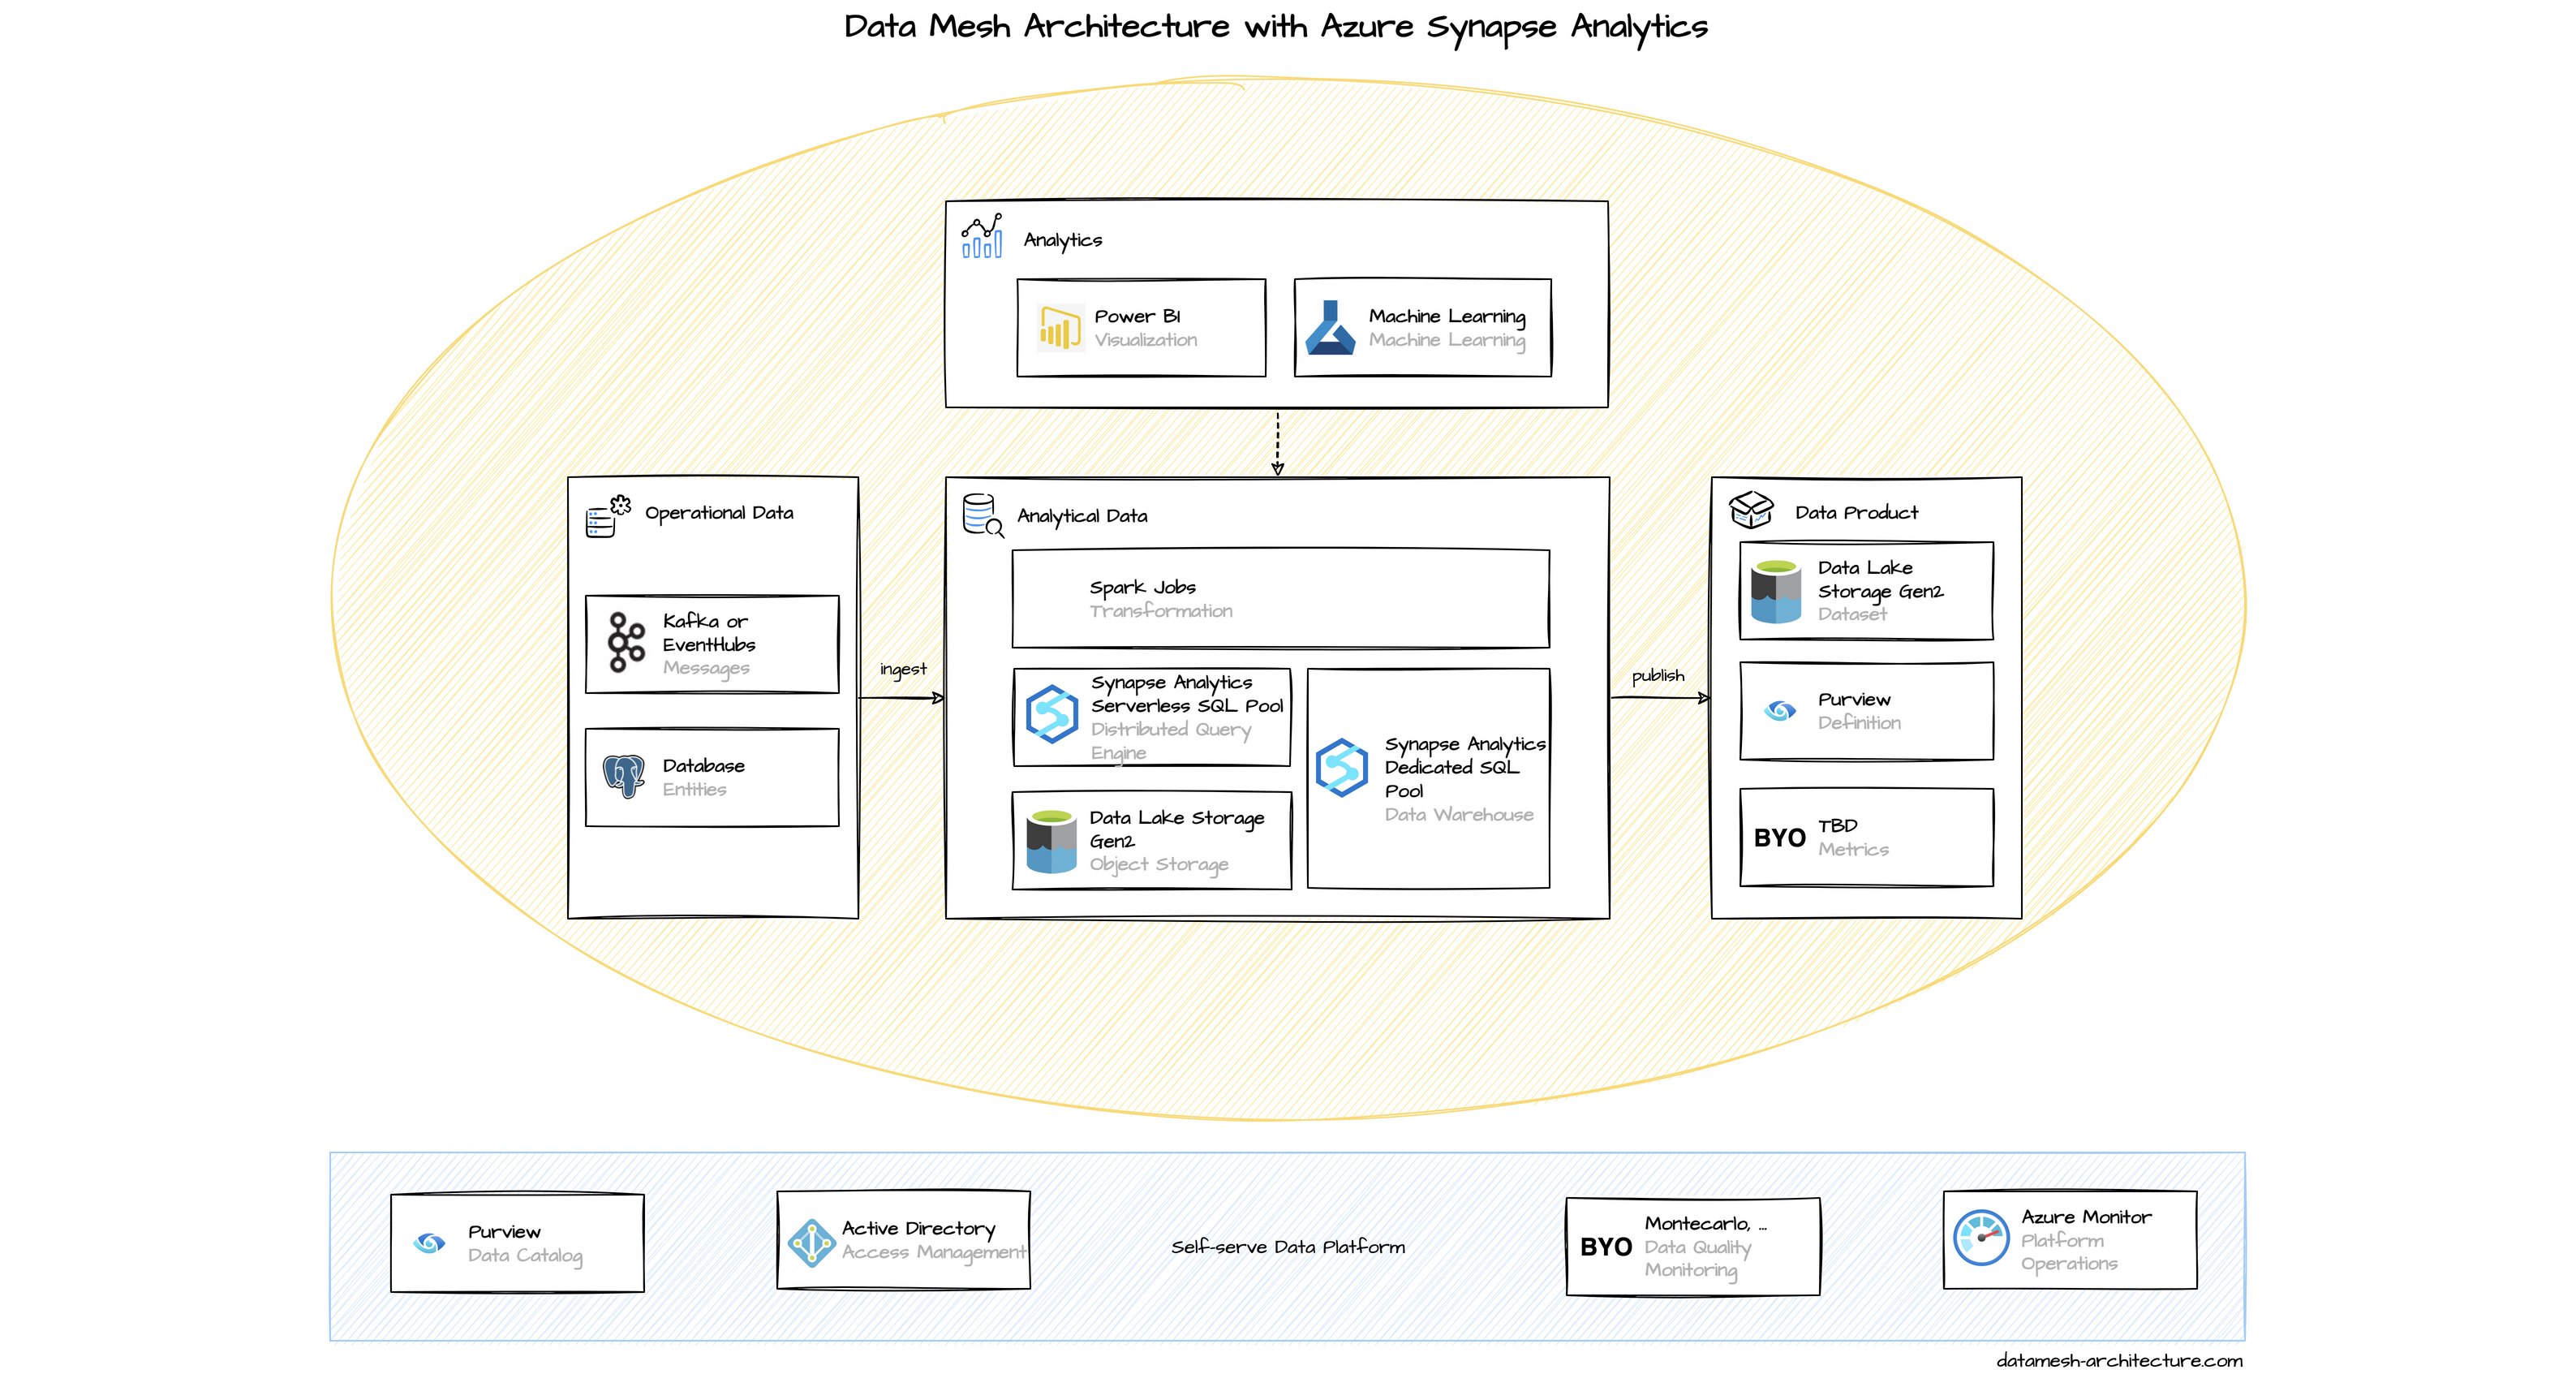 Data Mesh Architecture with Azure Synapse Analytics
Analytics
Power BI
Visualization
Machine Learning
Machine Learning
Operational Data
Kafka or
EventHubs
Messages
Database
Entities
ingest
Analytical Data
Spark Jobs
Transformation
Synapse Analytics
Serverless SQL Pool
Distributed Query
Engine
Data Lake Storage
Gen2
Object Storage
Synapse Analytics
Dedicated SQL
Pool
Data Warehouse
publish
Data Product
Data Lake
Storage Gen2
Dataset
Purview
Definition
BYO
TBD
Metrics
Purview
Data Catalog
Active Directory
Access Management
Self-serve Data Platform
BYO
Montecarlo, ...
Data Quality
Monitoring
Azure Monitor
Platform
Operations
datamesh-architecture.com